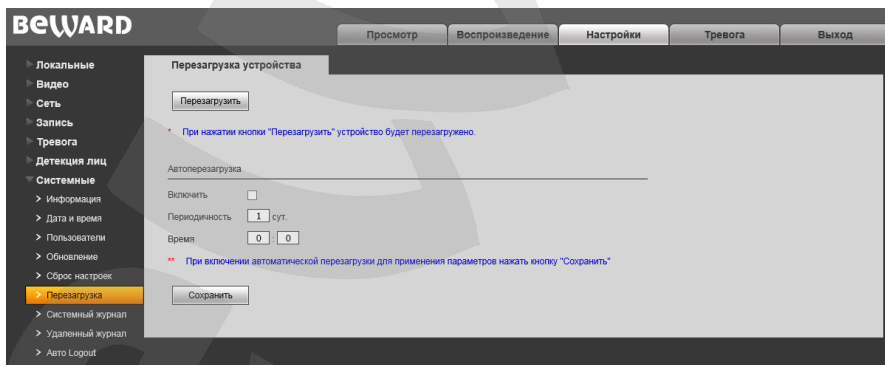 BEWARD
Просмотр
Воспроизведение
Настройки
Тревога
Выход
Локальные
Видео
Сеть
Запись
Тревога
Детекция лиц
Системные
> Информация
> Дата и время
> Пользователи
> Обновление
> Сброс настроек
> Перезагрузка
> Системный журнал
> Удаленный журнал
> Авто Logout
Перезагрузка устройства
Перезагрузить
* При нажатии кнопки "Перезагрузить" устройство будет перезагружено.
Автоперезагрузка
Включить
Периодичность 1 сут.
Время 0 : 0
** При включении автоматической перезагрузки для применения параметров нажать кнопку "Сохранить"
Сохранить